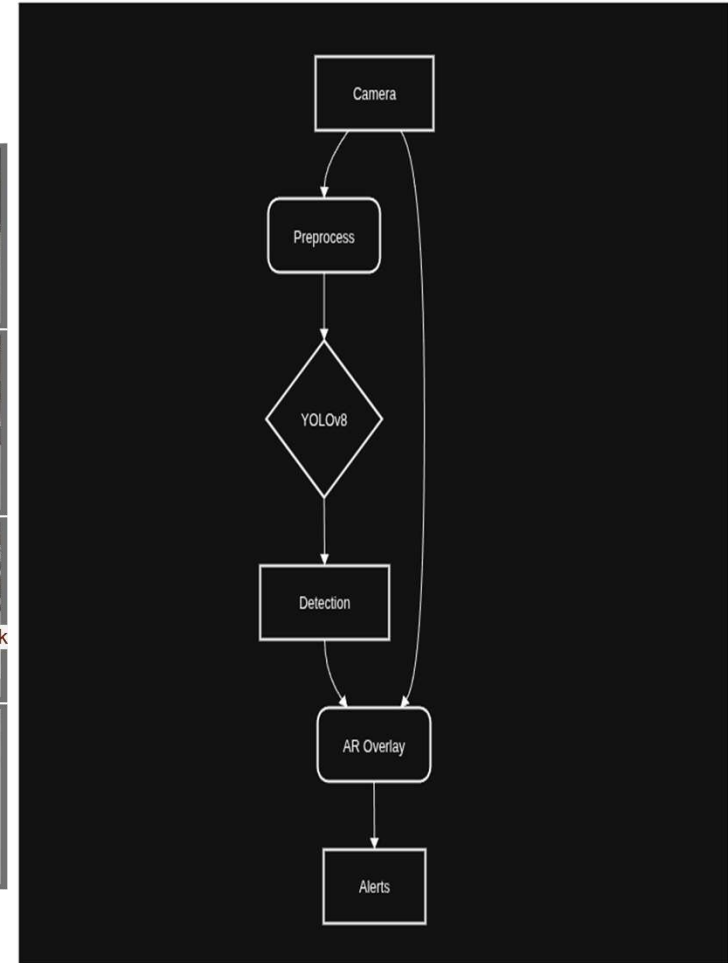 Camera
Preprocess
YOLOv8
Detection
k
AR Overlay
Alerts